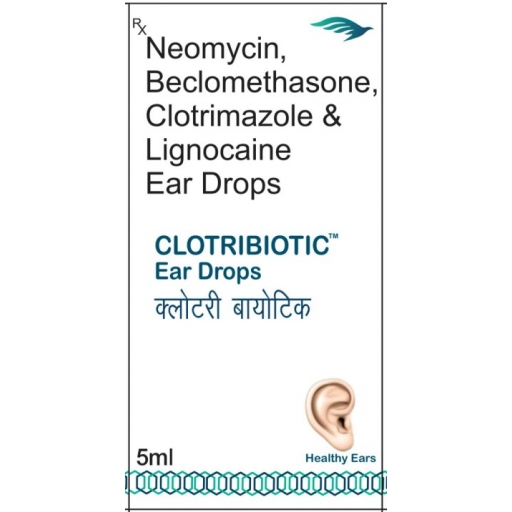 Rx
Neomycin,
Beclomethasone,
Clotrimazole &
Lignocaine
Ear Drops
CLOTRIBIOTIC™
Ear Drops
क्लोटरी बायोटिक
5ml
Healthy Ears